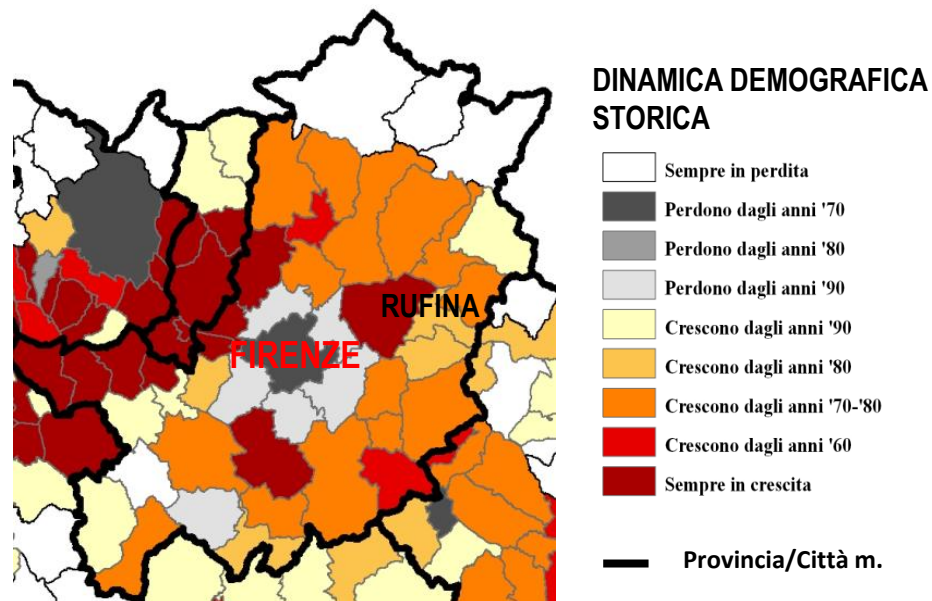 DINAMICA DEMOGRAFICA
STORICA
Sempre in perdita
Perdono dagli anni '70
Perdono dagli anni '80
Perdono dagli anni '90
Crescono dagli anni '90
Crescono dagli anni '80
Crescono dagli anni '70-'80
Crescono dagli anni '60
Sempre in crescita
Provincia/Città m.
RUFINA
FIRENZE